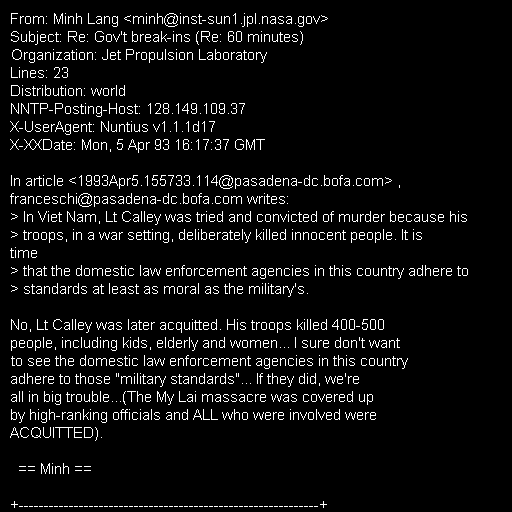 From: Minh Lang <minh@inst-sun1.jpl.nasa.gov>
Subject: Re: Gov't break-ins (Re: 60 minutes)
Organization: Jet Propulsion Laboratory
Lines: 23
Distribution: world
NNTP-Posting-Host: 128.149.109.37
X-UserAgent: Nuntius v1.1.1d17
X-XXDate: Mon, 5 Apr 93 16:17:37 GMT

In article <1993Apr5.155733.114@pasadena-dc.bofa.com> ,
franceschi@pasadena-dc.bofa.com writes:
> In Viet Nam, Lt Calley was tried and convicted of murder because his
> troops, in a war setting, deliberately killed innocent people. It is
time
> that the domestic law enforcement agencies in this country adhere to
> standards at least as moral as the military's.

No, Lt Calley was later acquitted. His troops killed 400-500
people, including kids, elderly and women... I sure don't want
to see the domestic law enforcement agencies in this country
adhere to those "military standards"... If they did, we're
all in big trouble...(The My Lai massacre was covered up
by high-ranking officials and ALL who were involved were
ACQUITTED).

== Minh ==

+------------------------------------------------------------+